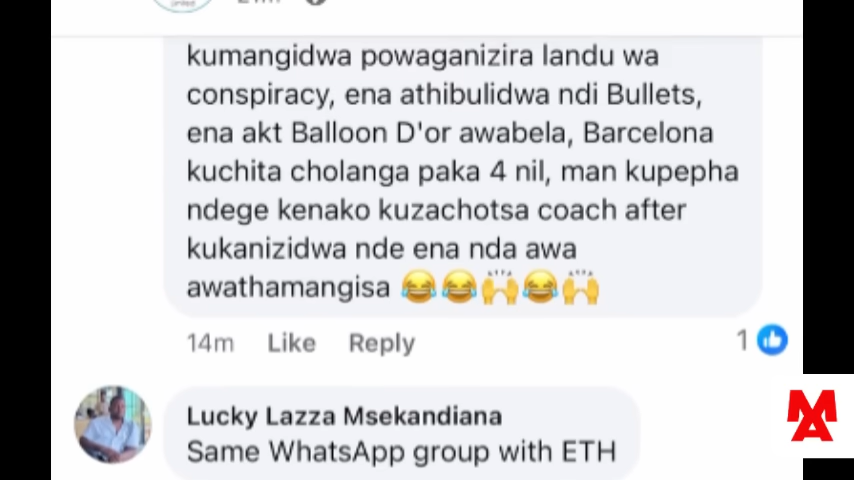 kumangidwa powaganizira landu wa
conspiracy, ena athibulidwa ndi Bullets,
ena akt Balloon D'or awabela, Barcelona
kuchita cholanga paka 4 nil, man kupepha
ndege kenako kuzachotsa coach after
kukanizidwa nde ena nda awa
awathamangisa 😂😂🙌😂🙌
14m Like Reply 1
Lucky Lazza Msekandiana
Same WhatsApp group with ETH
MA